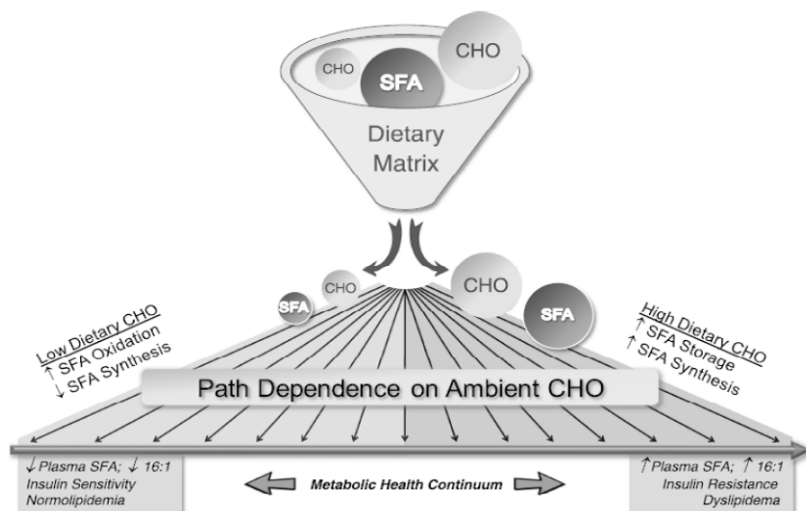 CHO
CHO
SFA
Dietary
Matrix
CHO
SFA
CHO
SFA
Low Dietary CHO
↑ SFA Oxidation
↓ SFA Synthesis
High Dietary CHO
↑ SFA Storage
↑ SFA Synthesis
Path Dependence on Ambient CHO
↓ Plasma SFA; ↓ 16:1
Insulin Sensitivity
Normolipidemia
Metabolic Health Continuum
↑ Plasma SFA; ↑ 16:1
Insulin Resistance
Dyslipidema